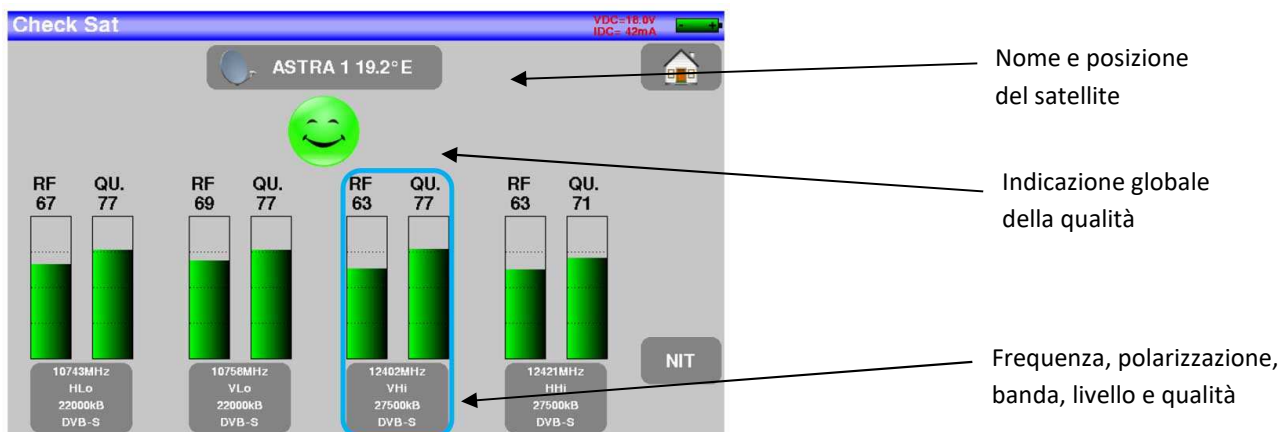 Check Sat
VDC=18.0V
IDC= 42mA
ASTRA 1 19.2°E
Nome e posizione
del satellite
Indicazione globale
della qualità
RF QU.
67 77
RF QU.
69 77
RF QU.
63 77
RF QU.
63 71
10743MHz
HLo
22000kB
DVB-S
10758MHz
VLo
22000kB
DVB-S
12402MHz
VHi
27500kB
DVB-S
12421MHz
HHi
27500kB
DVB-S
NIT
Frequenza, polarizzazione,
banda, livello e qualità